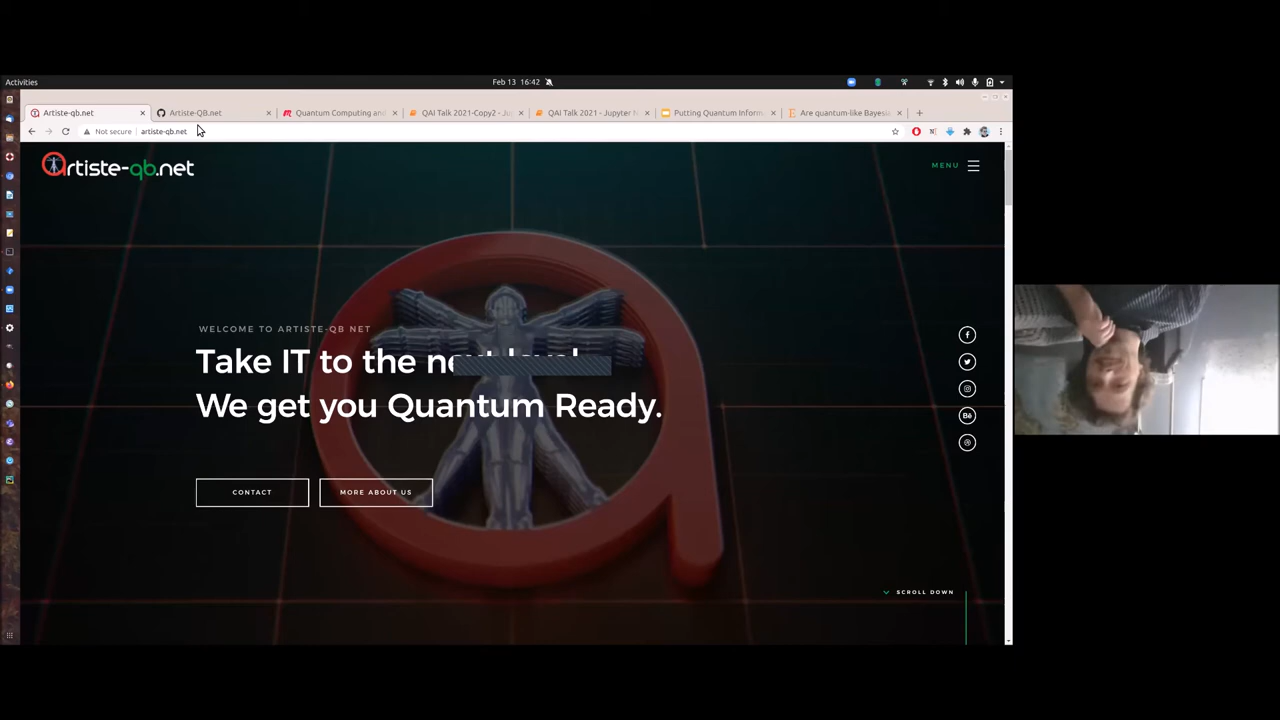 Activities
Feb 13 16:42
Artiste-qb.net
Artiste-QB.net
Quantum Computing and
QAI Talk 2021-Copy2 - Ju
QAI Talk 2021 - Jupyter N
Putting Quantum Inform
Are quantum-like Bayesi
Not secure
artiste-qb.net
artiste-qb.net
MENU
WELCOME TO ARTISTE-QB NET
Take IT to the
We get you Quantum Ready.
CONTACT
MORE ABOUT US
SCROLL DOWN